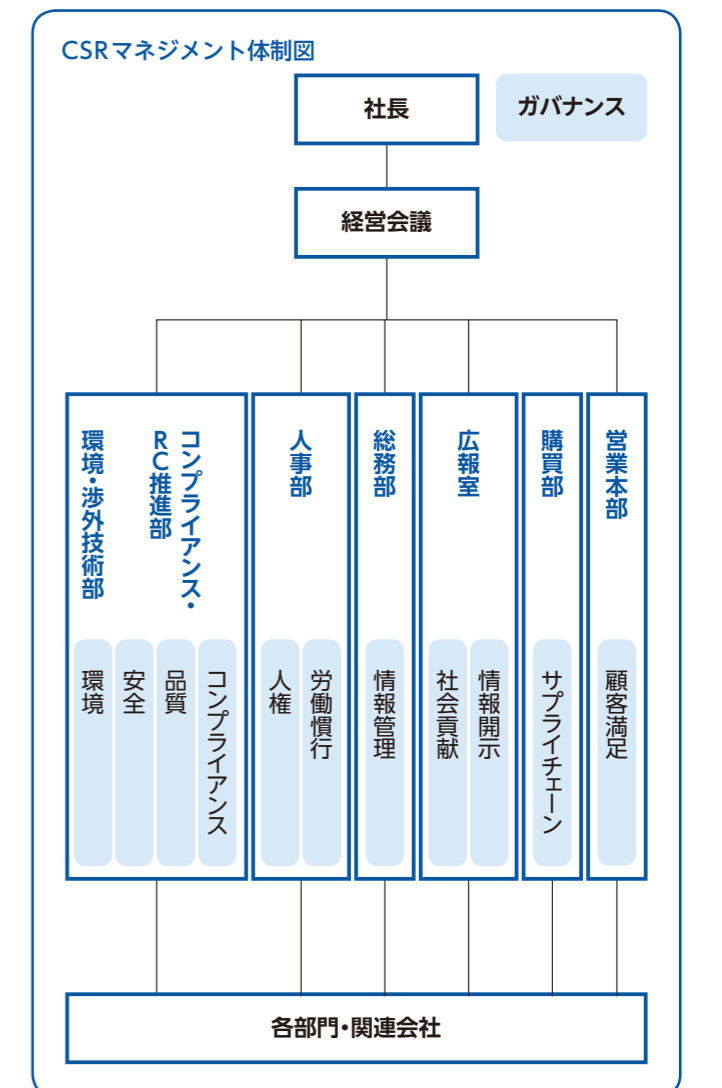 CSRマネジメント体制図
社長
ガバナンス
経営会議
環境・渉外技術部
コンプライアンス・
RC推進部
人事部
総務部
広報室
購買部
営業本部
環境
安全
品質
コンプライアンス
人権
労働慣行
情報管理
社会貢献
情報開示
サプライチェーン
顧客満足
各部門・関連会社